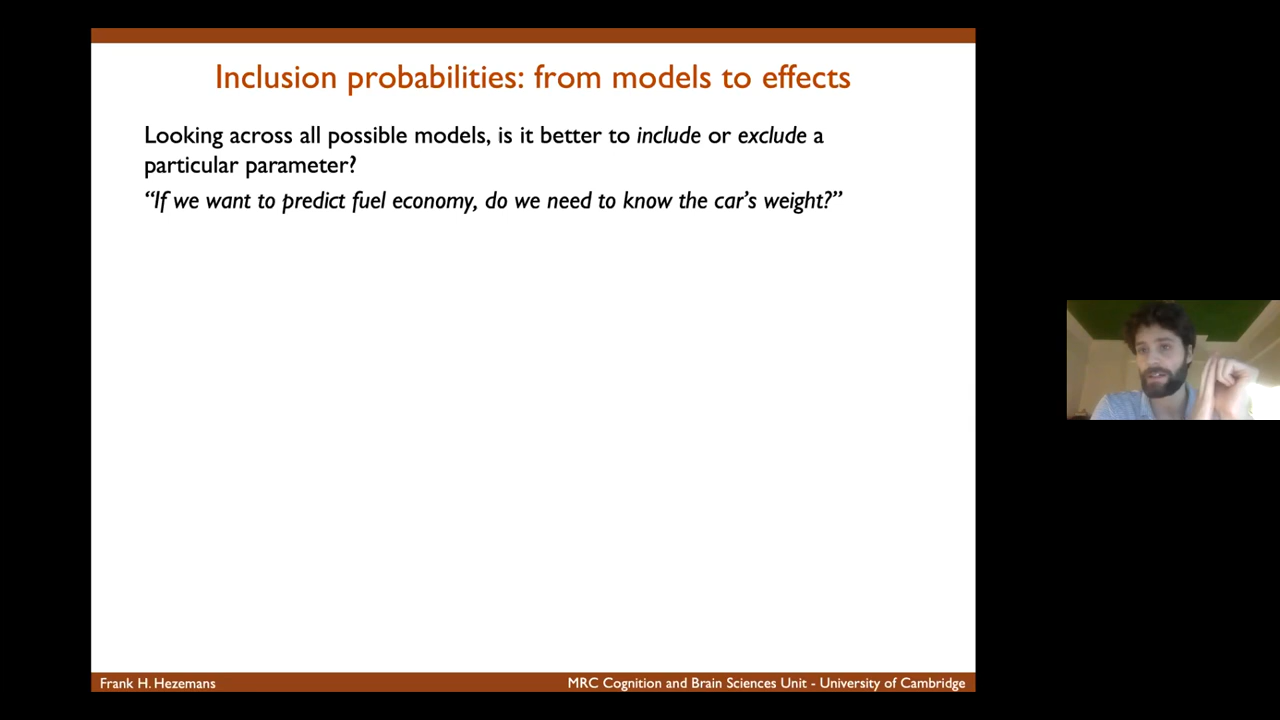 Inclusion probabilities: from models to effects
Looking across all possible models, is it better to include or exclude a
particular parameter?
“If we want to predict fuel economy, do we need to know the car’s weight?”
Frank H. Hezemans
MRC Cognition and Brain Sciences Unit - University of Cambridge